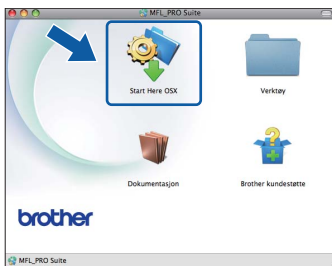 MFL_PRO Suite
Start Here OSX
Verktøy
Dokumentasjon
Brother kundestøtte
brother
MFL_PRO Suite